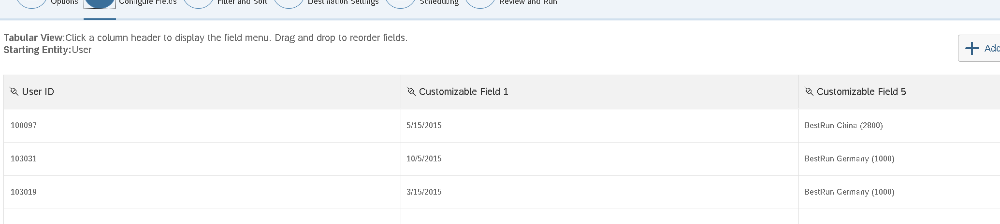 Options Configure Fields Filter and Sort Destination Settings Scheduling Review and Run
Tabular View:Click a column header to display the field menu. Drag and drop to reorder fields.
Starting Entity:User
Add
User ID Customizable Field 1 Customizable Field 5
100097 5/15/2015 BestRun China (2800)
103031 10/5/2015 BestRun Germany (1000)
103019 3/15/2015 BestRun Germany (1000)